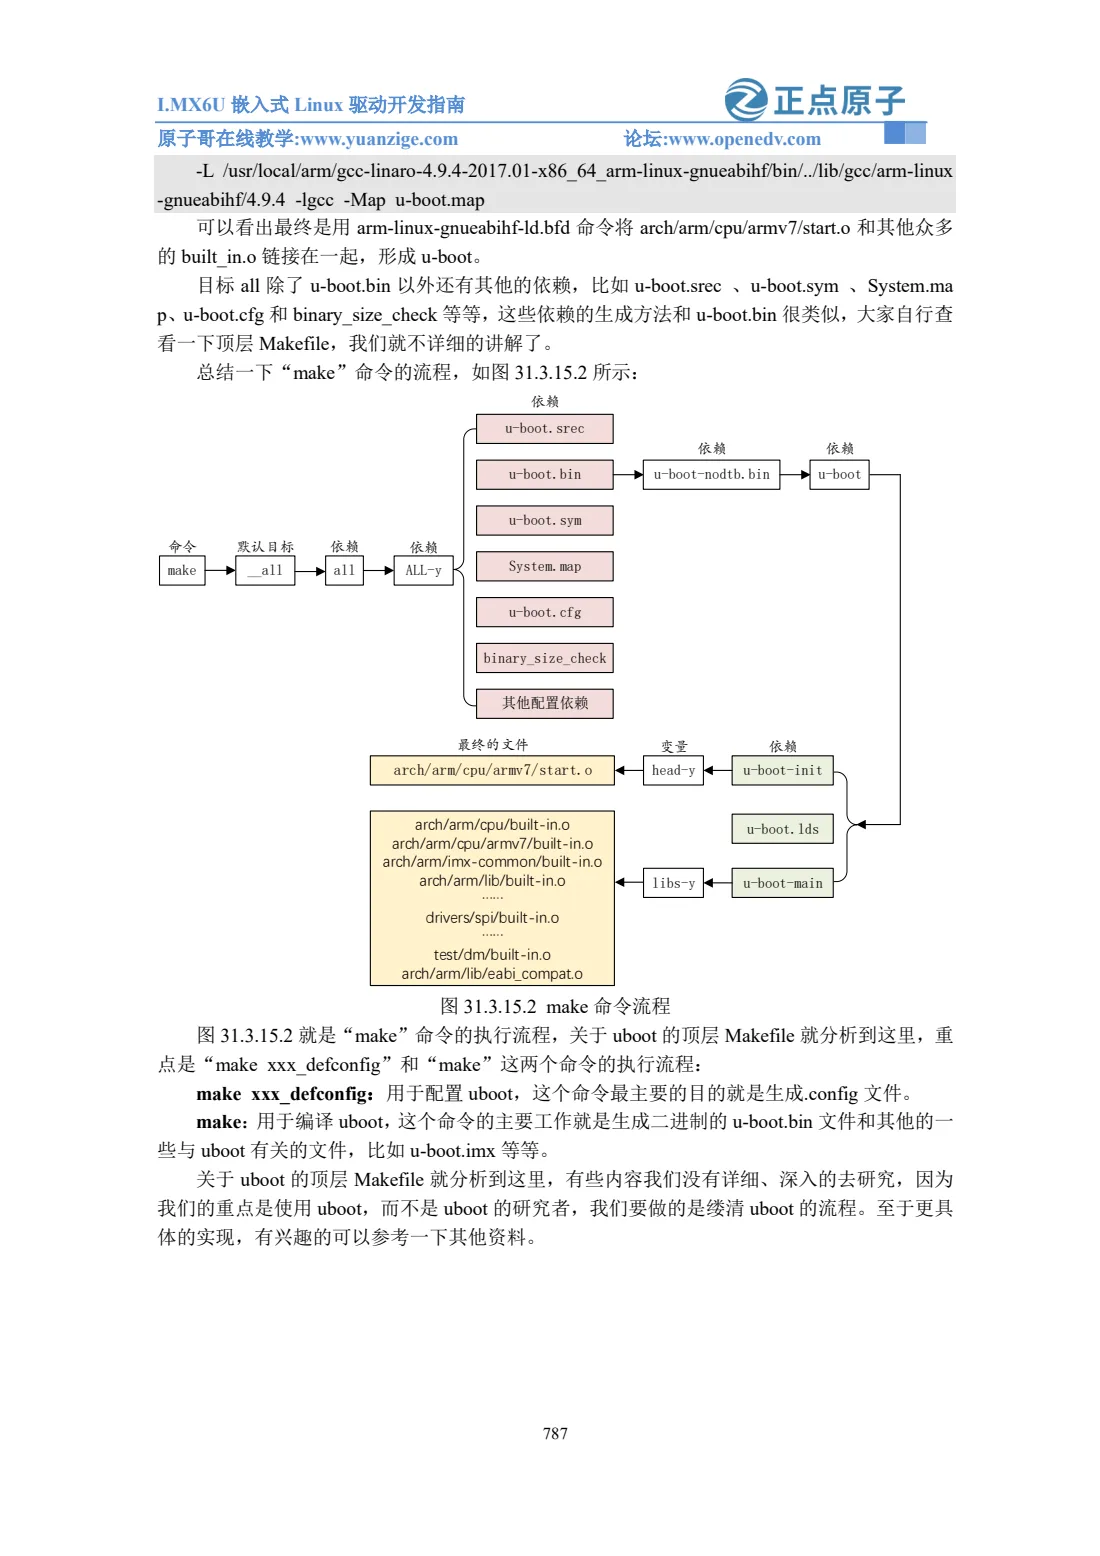 I.MX6U 嵌入式 Linux 驱动开发指南
正点原子
原子哥在线教学:www.yuanzige.com 论坛:www.openedv.com
-L /usr/local/arm/gcc-linaro-4.9.4-2017.01-x86_64_arm-linux-gnueabihf/bin/../lib/gcc/arm-linux
-gnueabihf/4.9.4 -lgcc -Map u-boot.map
可以看出最终是用 arm-linux-gnueabihf-ld.bfd 命令将 arch/arm/cpu/armv7/start.o 和其他众多
的 built_in.o 链接在一起，形成 u-boot。
目标 all 除了 u-boot.bin 以外还有其他的依赖，比如 u-boot.srec 、u-boot.sym 、System.ma
p、u-boot.cfg 和 binary_size_check 等等，这些依赖的生成方法和 u-boot.bin 很类似，大家自行查
看一下顶层 Makefile，我们就不详细的讲解了。
总结一下“make”命令的流程，如图 31.3.15.2 所示：
依赖
u-boot.srec
依赖 依赖
u-boot.bin u-boot-nodtb.bin u-boot
u-boot.sym
命令 默认目标 依赖 依赖
make __all all ALL-y System.map
u-boot.cfg
binary_size_check
其他配置依赖
最终的文件 变量 依赖
arch/arm/cpu/armv7/start.o head-y u-boot-init
u-boot.lds
arch/arm/cpu/built-in.o
arch/arm/cpu/armv7/built-in.o
arch/arm/imx-common/built-in.o
arch/arm/lib/built-in.o libs-y u-boot-main
......
drivers/spi/built-in.o
......
test/dm/built-in.o
arch/arm/lib/eabi_compat.o
图 31.3.15.2 make 命令流程
图 31.3.15.2 就是“make”命令的执行流程，关于 uboot 的顶层 Makefile 就分析到这里，重
点是“make xxx_defconfig”和“make”这两个命令的执行流程：
make xxx_defconfig：用于配置 uboot，这个命令最主要的目的就是生成.config 文件。
make：用于编译 uboot，这个命令的主要工作就是生成二进制的 u-boot.bin 文件和其他的一
些与 uboot 有关的文件，比如 u-boot.imx 等等。
关于 uboot 的顶层 Makefile 就分析到这里，有些内容我们没有详细、深入的去研究，因为
我们的重点是使用 uboot，而不是 uboot 的研究者，我们要做的是缕清 uboot 的流程。至于更具
体的实现，有兴趣的可以参考一下其他资料。
787